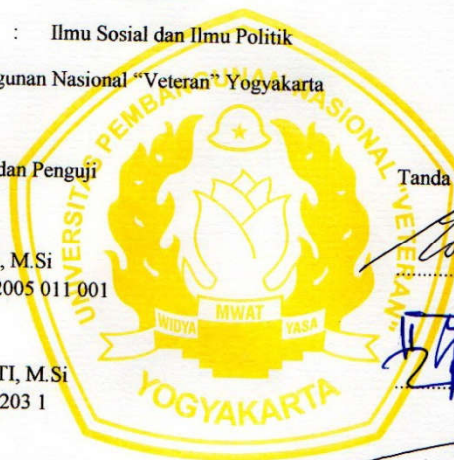 : Ilmu Sosial dan Ilmu Politik
gunan Nasional “Veteran” Yogyakarta
dan Penguji
Tanda
, M.Si
2005 011 001
TI, M.Si
203 1
UNIVERSITAS PEMBANGUNAN NASIONAL "VETERAN"
WIDYA MWAT YASA
YOGYAKARTA